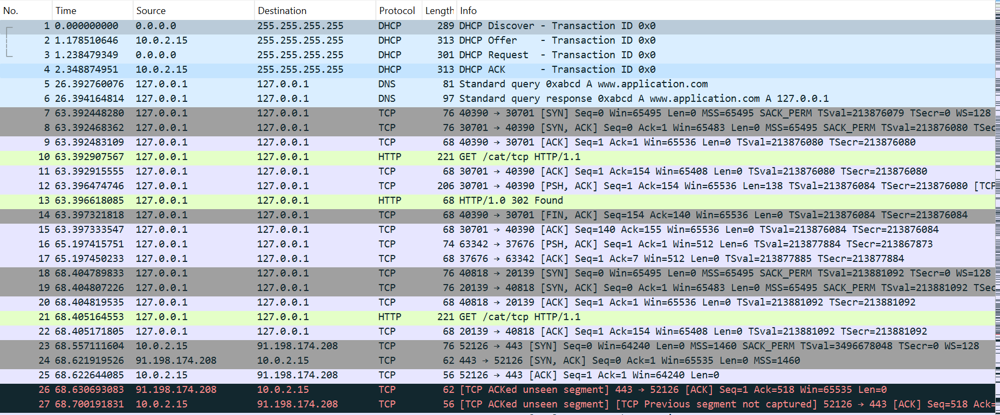 No. Time Source Destination Protocol Length Info
1 0.000000000 0.0.0.0 255.255.255.255 DHCP 289 DHCP Discover - Transaction ID 0x0
2 1.178510646 10.0.2.15 255.255.255.255 DHCP 313 DHCP Offer - Transaction ID 0x0
3 1.238479349 0.0.0.0 255.255.255.255 DHCP 301 DHCP Request - Transaction ID 0x0
4 2.348874951 10.0.2.15 255.255.255.255 DHCP 313 DHCP ACK - Transaction ID 0x0
5 26.392760076 127.0.0.1 127.0.0.1 DNS 81 Standard query 0xabcd A www.application.com
6 26.394164814 127.0.0.1 127.0.0.1 DNS 97 Standard query response 0xabcd A www.application.com A 127.0.0.1
7 63.392448280 127.0.0.1 127.0.0.1 TCP 76 40390 → 30701 [SYN] Seq=0 Win=65495 Len=0 MSS=65495 SACK_PERM TSval=213876079 TSecr=0 WS=128
8 63.392468362 127.0.0.1 127.0.0.1 TCP 76 30701 → 40390 [SYN, ACK] Seq=0 Ack=1 Win=65483 Len=0 MSS=65495 SACK_PERM TSval=213876080 TSec
9 63.392483109 127.0.0.1 127.0.0.1 TCP 68 40390 → 30701 [ACK] Seq=1 Ack=1 Win=65536 Len=0 TSval=213876080 TSecr=213876080
10 63.392907567 127.0.0.1 127.0.0.1 HTTP 221 GET /cat/tcp HTTP/1.1
11 63.392915555 127.0.0.1 127.0.0.1 TCP 68 30701 → 40390 [ACK] Seq=1 Ack=154 Win=65408 Len=0 TSval=213876080 TSecr=213876080
12 63.396474746 127.0.0.1 127.0.0.1 TCP 206 30701 → 40390 [PSH, ACK] Seq=1 Ack=154 Win=65536 Len=138 TSval=213876084 TSecr=213876080 [TCP
13 63.396618085 127.0.0.1 127.0.0.1 HTTP 68 HTTP/1.0 302 Found
14 63.397321818 127.0.0.1 127.0.0.1 TCP 68 40390 → 30701 [FIN, ACK] Seq=154 Ack=140 Win=65536 Len=0 TSval=213876084 TSecr=213876084
15 63.397333547 127.0.0.1 127.0.0.1 TCP 68 30701 → 40390 [ACK] Seq=140 Ack=155 Win=65536 Len=0 TSval=213876084 TSecr=213876084
16 65.197415751 127.0.0.1 127.0.0.1 TCP 74 63342 → 37676 [PSH, ACK] Seq=1 Ack=1 Win=512 Len=6 TSval=213877884 TSecr=213867873
17 65.197450233 127.0.0.1 127.0.0.1 TCP 68 37676 → 63342 [ACK] Seq=1 Ack=7 Win=512 Len=0 TSval=213877885 TSecr=213877884
18 68.404789833 127.0.0.1 127.0.0.1 TCP 76 40818 → 20139 [SYN] Seq=0 Win=65495 Len=0 MSS=65495 SACK_PERM TSval=213881092 TSecr=0 WS=128
19 68.404807226 127.0.0.1 127.0.0.1 TCP 76 20139 → 40818 [SYN, ACK] Seq=0 Ack=1 Win=65483 Len=0 MSS=65495 SACK_PERM TSval=213881092 TSec
20 68.404819535 127.0.0.1 127.0.0.1 TCP 68 40818 → 20139 [ACK] Seq=1 Ack=1 Win=65536 Len=0 TSval=213881092 TSecr=213881092
21 68.405164553 127.0.0.1 127.0.0.1 HTTP 221 GET /cat/tcp HTTP/1.1
22 68.405171805 127.0.0.1 127.0.0.1 TCP 68 20139 → 40818 [ACK] Seq=1 Ack=154 Win=65408 Len=0 TSval=213881092 TSecr=213881092
23 68.557111604 10.0.2.15 91.198.174.208 TCP 76 52126 → 443 [SYN] Seq=0 Win=64240 Len=0 MSS=1460 SACK_PERM TSval=3496678048 TSecr=0 WS=128
24 68.621919526 91.198.174.208 10.0.2.15 TCP 62 443 → 52126 [SYN, ACK] Seq=0 Ack=1 Win=65535 Len=0 MSS=1460
25 68.622644085 10.0.2.15 91.198.174.208 TCP 56 52126 → 443 [ACK] Seq=1 Ack=1 Win=64240 Len=0
26 68.630693083 91.198.174.208 10.0.2.15 TCP 62 [TCP ACKed unseen segment] 443 → 52126 [ACK] Seq=1 Ack=518 Win=65535 Len=0
27 68.700191831 10.0.2.15 91.198.174.208 TCP 56 [TCP ACKed unseen segment] [TCP Previous segment not captured] 52126 → 443 [ACK] Seq=518 Ack=